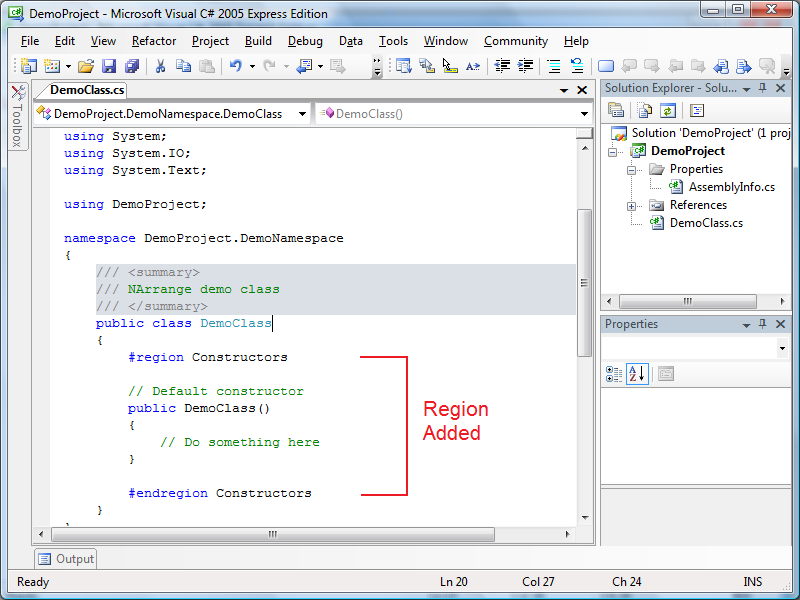 DemoProject - Microsoft Visual C# 2005 Express Edition
File Edit View Refactor Project Build Debug Data Tools Window Community Help
Toolbox
DemoClass.cs
DemoProject.DemoNamespace.DemoClass
DemoClass()
using System;
using System.IO;
using System.Text;
using DemoProject;
namespace DemoProject.DemoNamespace
{
/// <summary>
/// NArrange demo class
/// </summary>
public class DemoClass
{
#region Constructors
// Default constructor
public DemoClass()
{
// Do something here
}
#endregion Constructors
}
Region
Added
Solution Explorer - Solu...
Solution 'DemoProject' (1 proj
DemoProject
Properties
AssemblyInfo.cs
References
DemoClass.cs
Properties
Output
Ready Ln 20 Col 27 Ch 24 INS